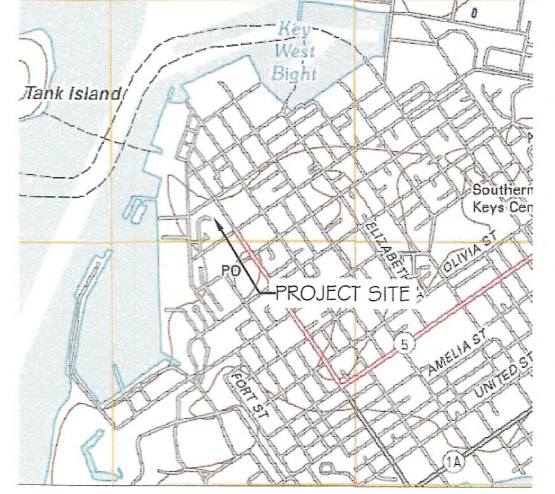 Key
West
Bight
Tank Island
Southern
Keys Cen
ELIZABETH
OLIVIA ST
PO
PROJECT SITE
5
AMELIA ST
UNITED ST
FORT ST
1A